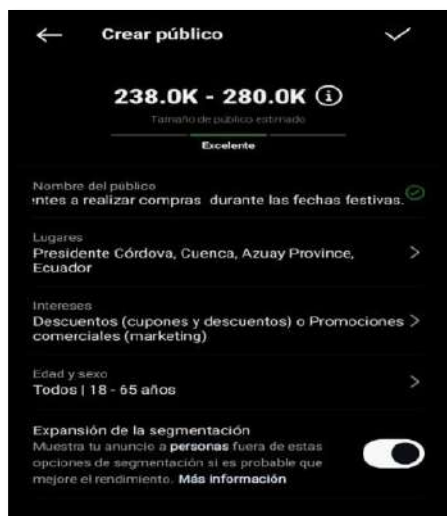 Crear público
238.0K - 280.0K
Tamaño de público estimado
Excelente
Nombre del público
entes a realizar compras durante las fechas festivas.
Lugares
Presidente Córdova, Cuenca, Azuay Province,
Ecuador
Intereses
Descuentos (cupones y descuentos) o Promociones
comerciales (marketing)
Edad y sexo
Todos | 18 - 65 años
Expansión de la segmentación
Muestra tu anuncio a personas fuera de estas
opciones de segmentación si es probable que
mejore el rendimiento. Más información